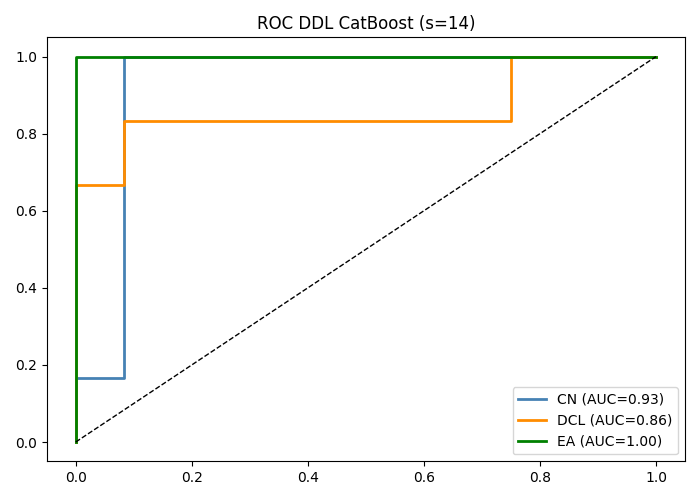 ROC DDL CatBoost (s=14)
1.0
0.8
0.6
0.4
0.2
0.0
0.0 0.2 0.4 0.6 0.8 1.0
CN (AUC=0.93)
DCL (AUC=0.86)
EA (AUC=1.00)